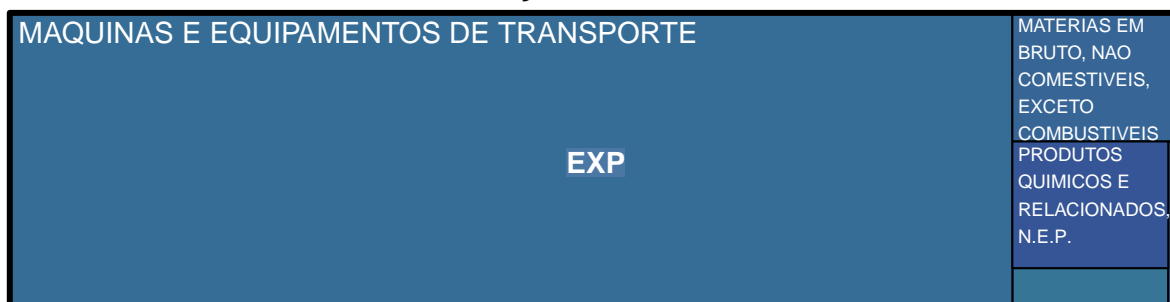 MAQUINAS E EQUIPAMENTOS DE TRANSPORTE
EXP
MATERIAS EM
BRUTO, NAO
COMESTIVEIS,
EXCETO
COMBUSTIVEIS
PRODUTOS
QUIMICOS E
RELACIONADOS,
N.E.P.